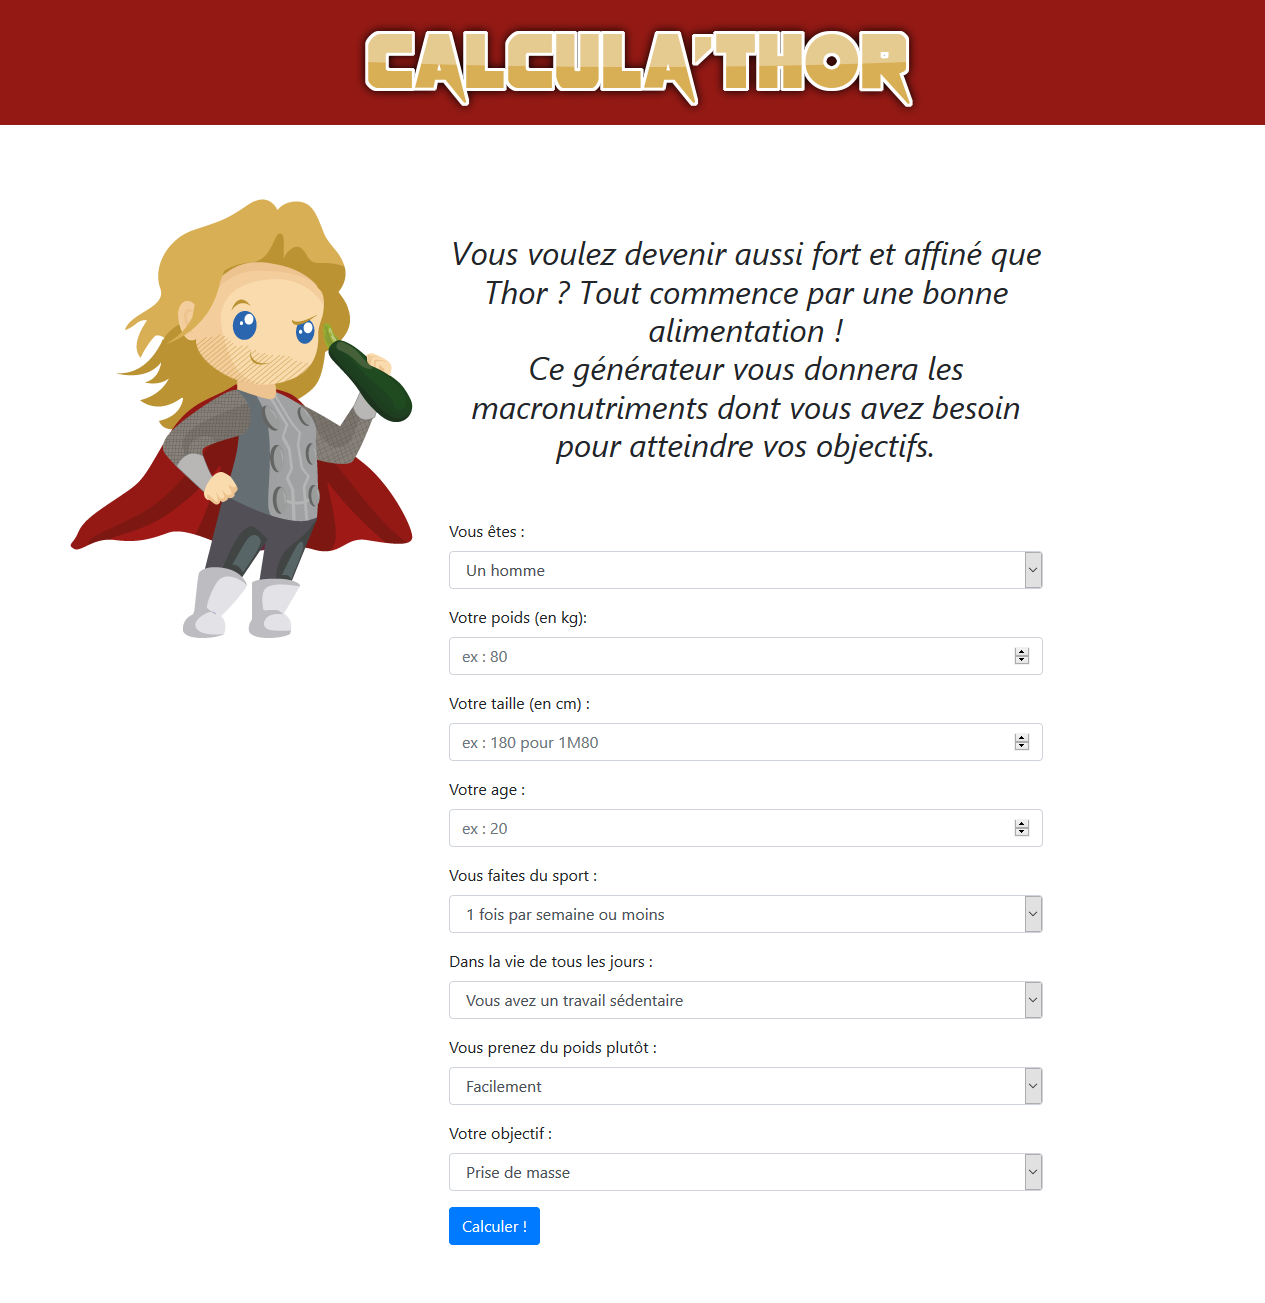 CALCULA'THOR
Vous voulez devenir aussi fort et affiné que
Thor ? Tout commence par une bonne
alimentation !
Ce générateur vous donnera les
macronutriments dont vous avez besoin
pour atteindre vos objectifs.
Vous êtes :
Un homme
Votre poids (en kg):
ex : 80
Votre taille (en cm) :
ex : 180 pour 1M80
Votre age :
ex : 20
Vous faites du sport :
1 fois par semaine ou moins
Dans la vie de tous les jours :
Vous avez un travail sédentaire
Vous prenez du poids plutôt :
Facilement
Votre objectif :
Prise de masse
Calculer !